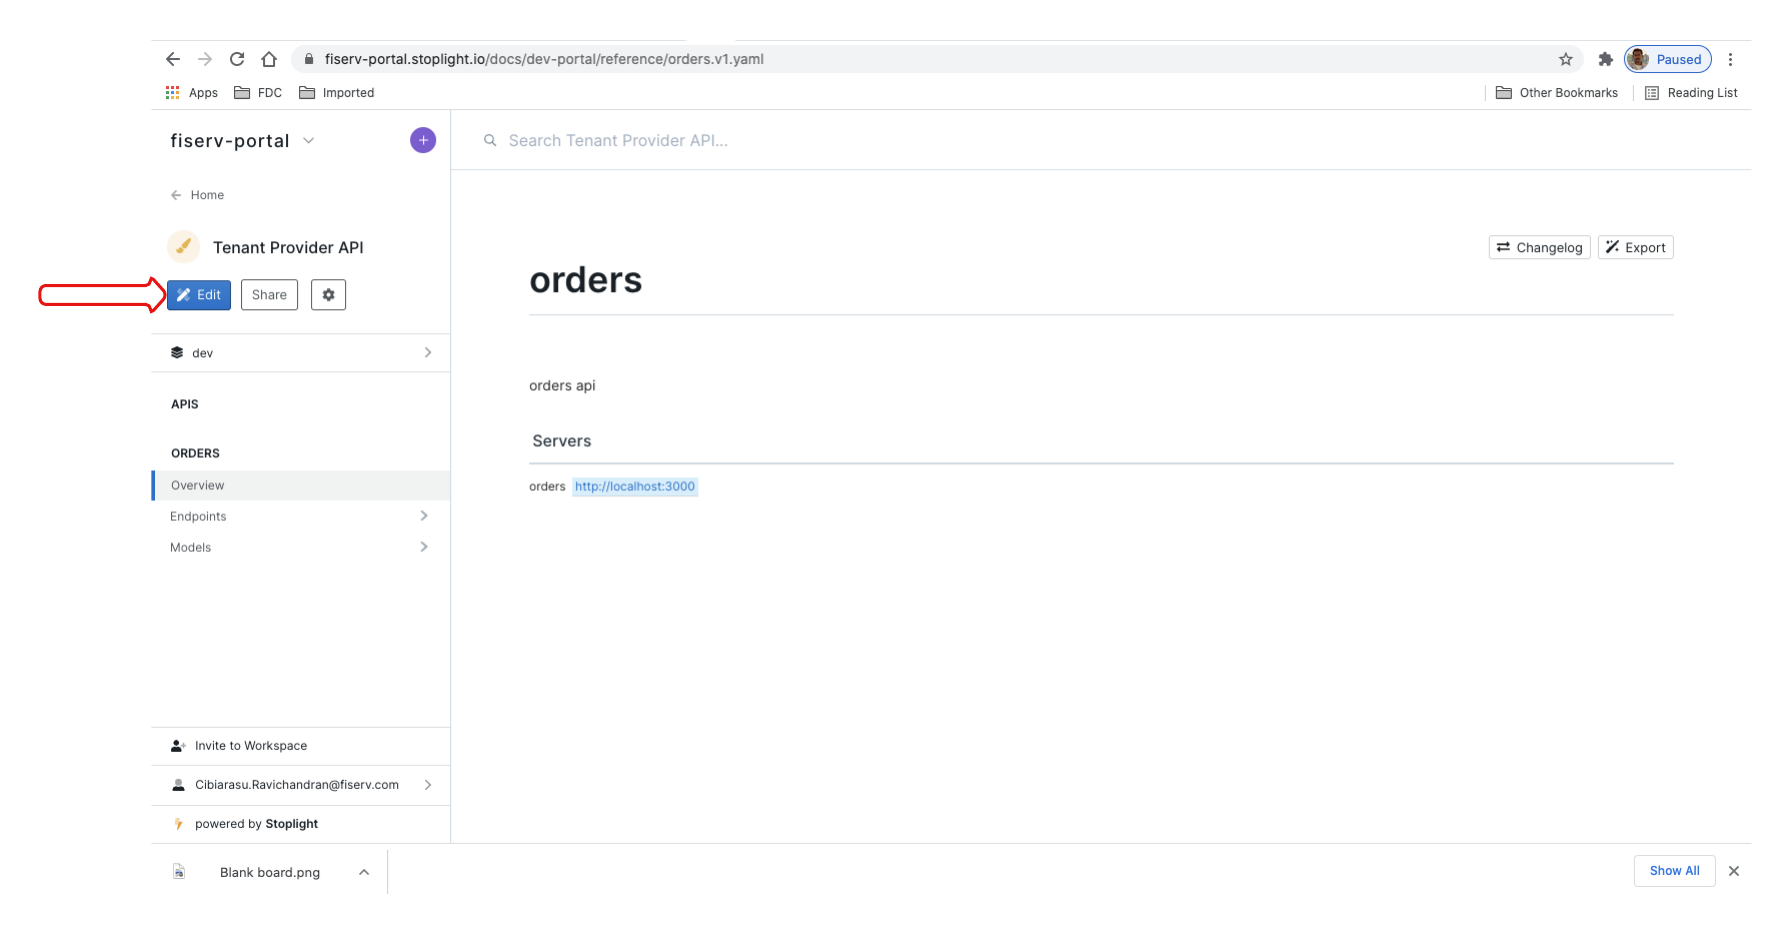 fiserv-portal.stoplight.io/docs/dev-portal/reference/orders.v1.yaml
Paused
Apps FDC Imported
Other Bookmarks Reading List
fiserv-portal
Search Tenant Provider API...
Home
Tenant Provider API
Changelog Export
orders
Edit Share
dev
orders api
APIS
Servers
ORDERS
Overview
orders http://localhost:3000
Endpoints
Models
Invite to Workspace
Cibiarasu.Ravichandran@fiserv.com
powered by Stoplight
Blank board.png
Show All